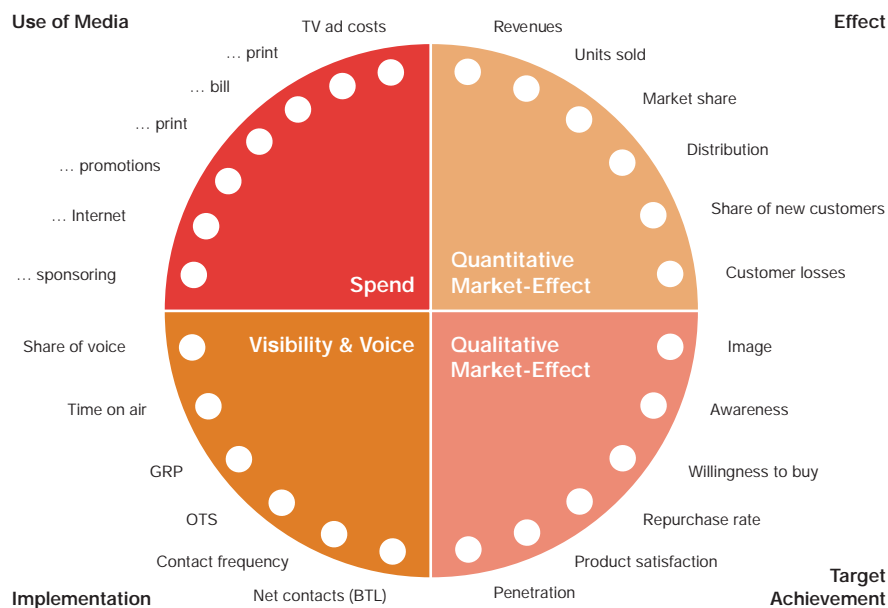 Use of Media
Effect
TV ad costs
Revenues
… print
Units sold
… bill
Market share
… print
Distribution
… promotions
Share of new customers
… Internet
Customer losses
… sponsoring
Spend
Quantitative
Market-Effect
Share of voice
Visibility & Voice
Qualitative
Market-Effect
Image
Time on air
Awareness
GRP
Willingness to buy
OTS
Repurchase rate
Contact frequency
Product satisfaction
Net contacts (BTL)
Penetration
Implementation
Target
Achievement